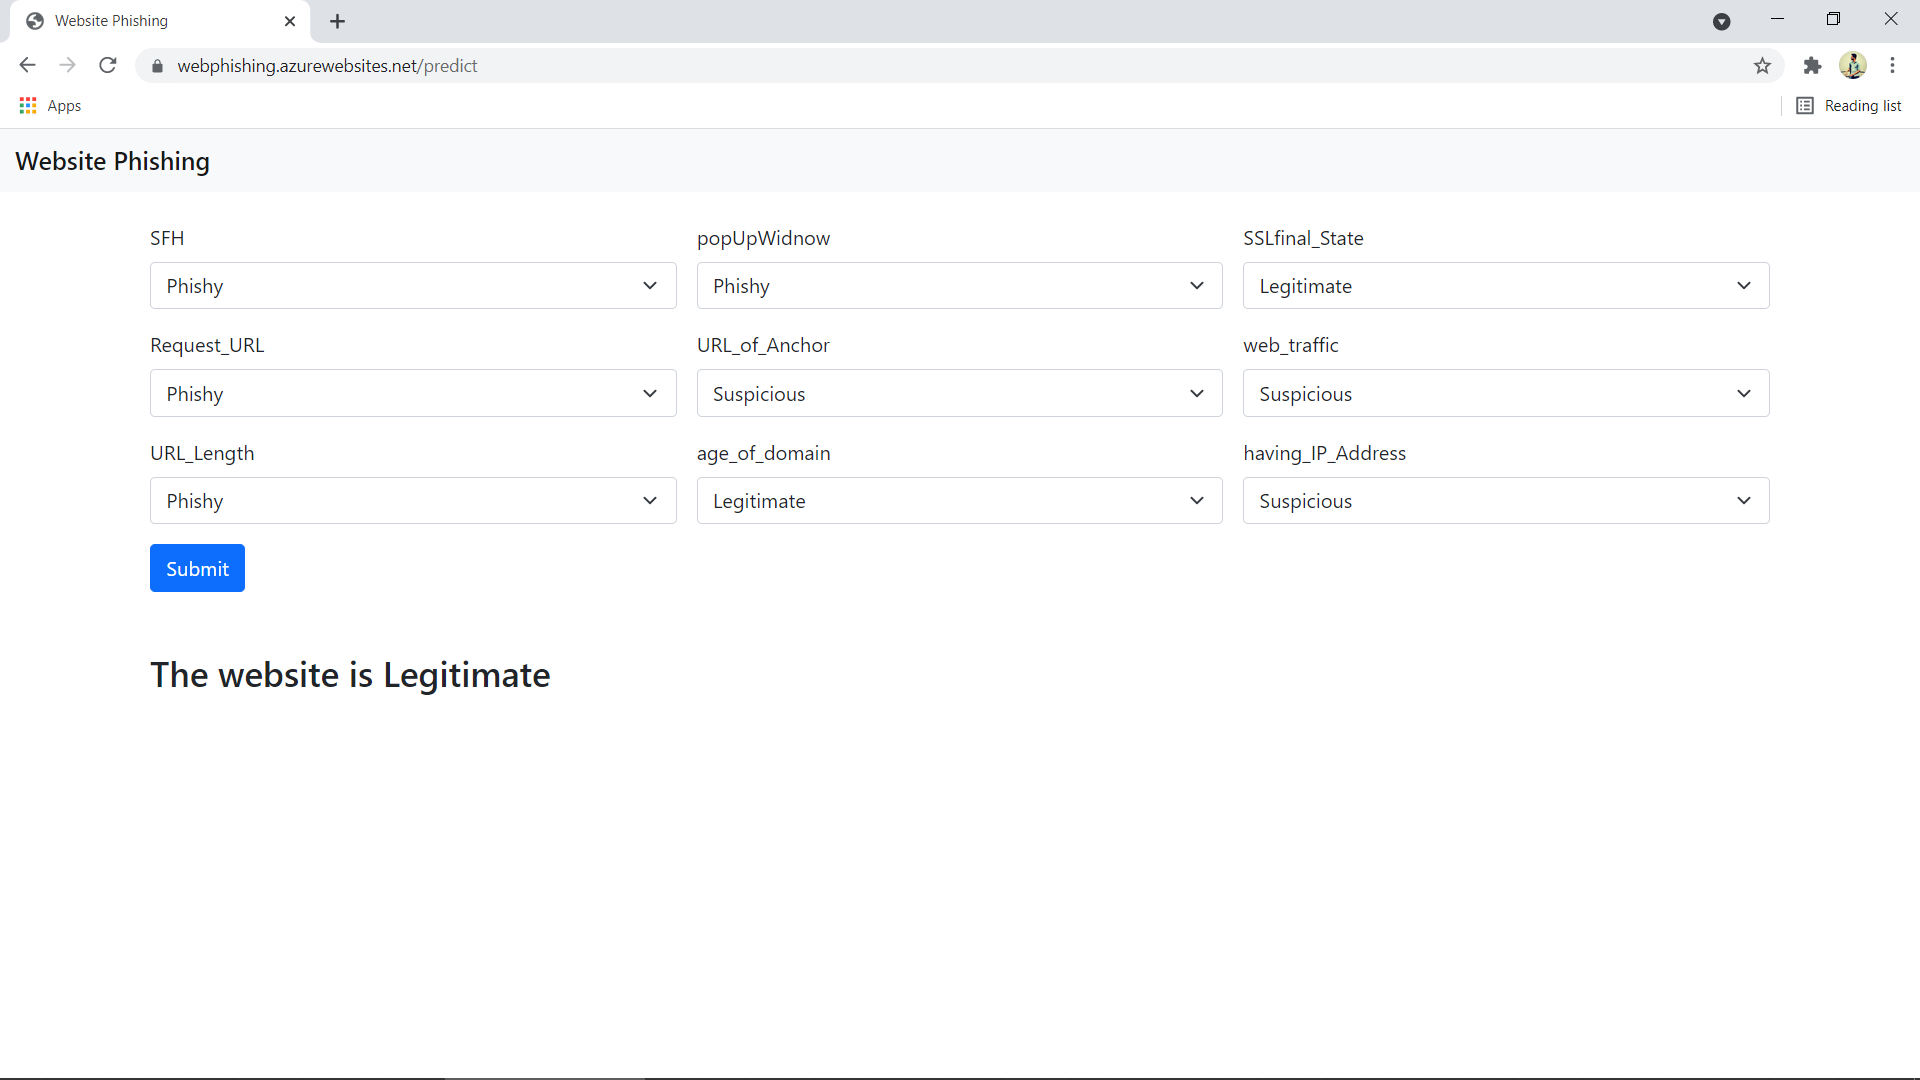 Website Phishing
webphishing.azurewebsites.net/predict
Apps
Reading list
Website Phishing
SFH popUpWidnow SSLfinal_State
Phishy Phishy Legitimate
Request_URL URL_of_Anchor web_traffic
Phishy Suspicious Suspicious
URL_Length age_of_domain having_IP_Address
Phishy Legitimate Suspicious
Submit
The website is Legitimate